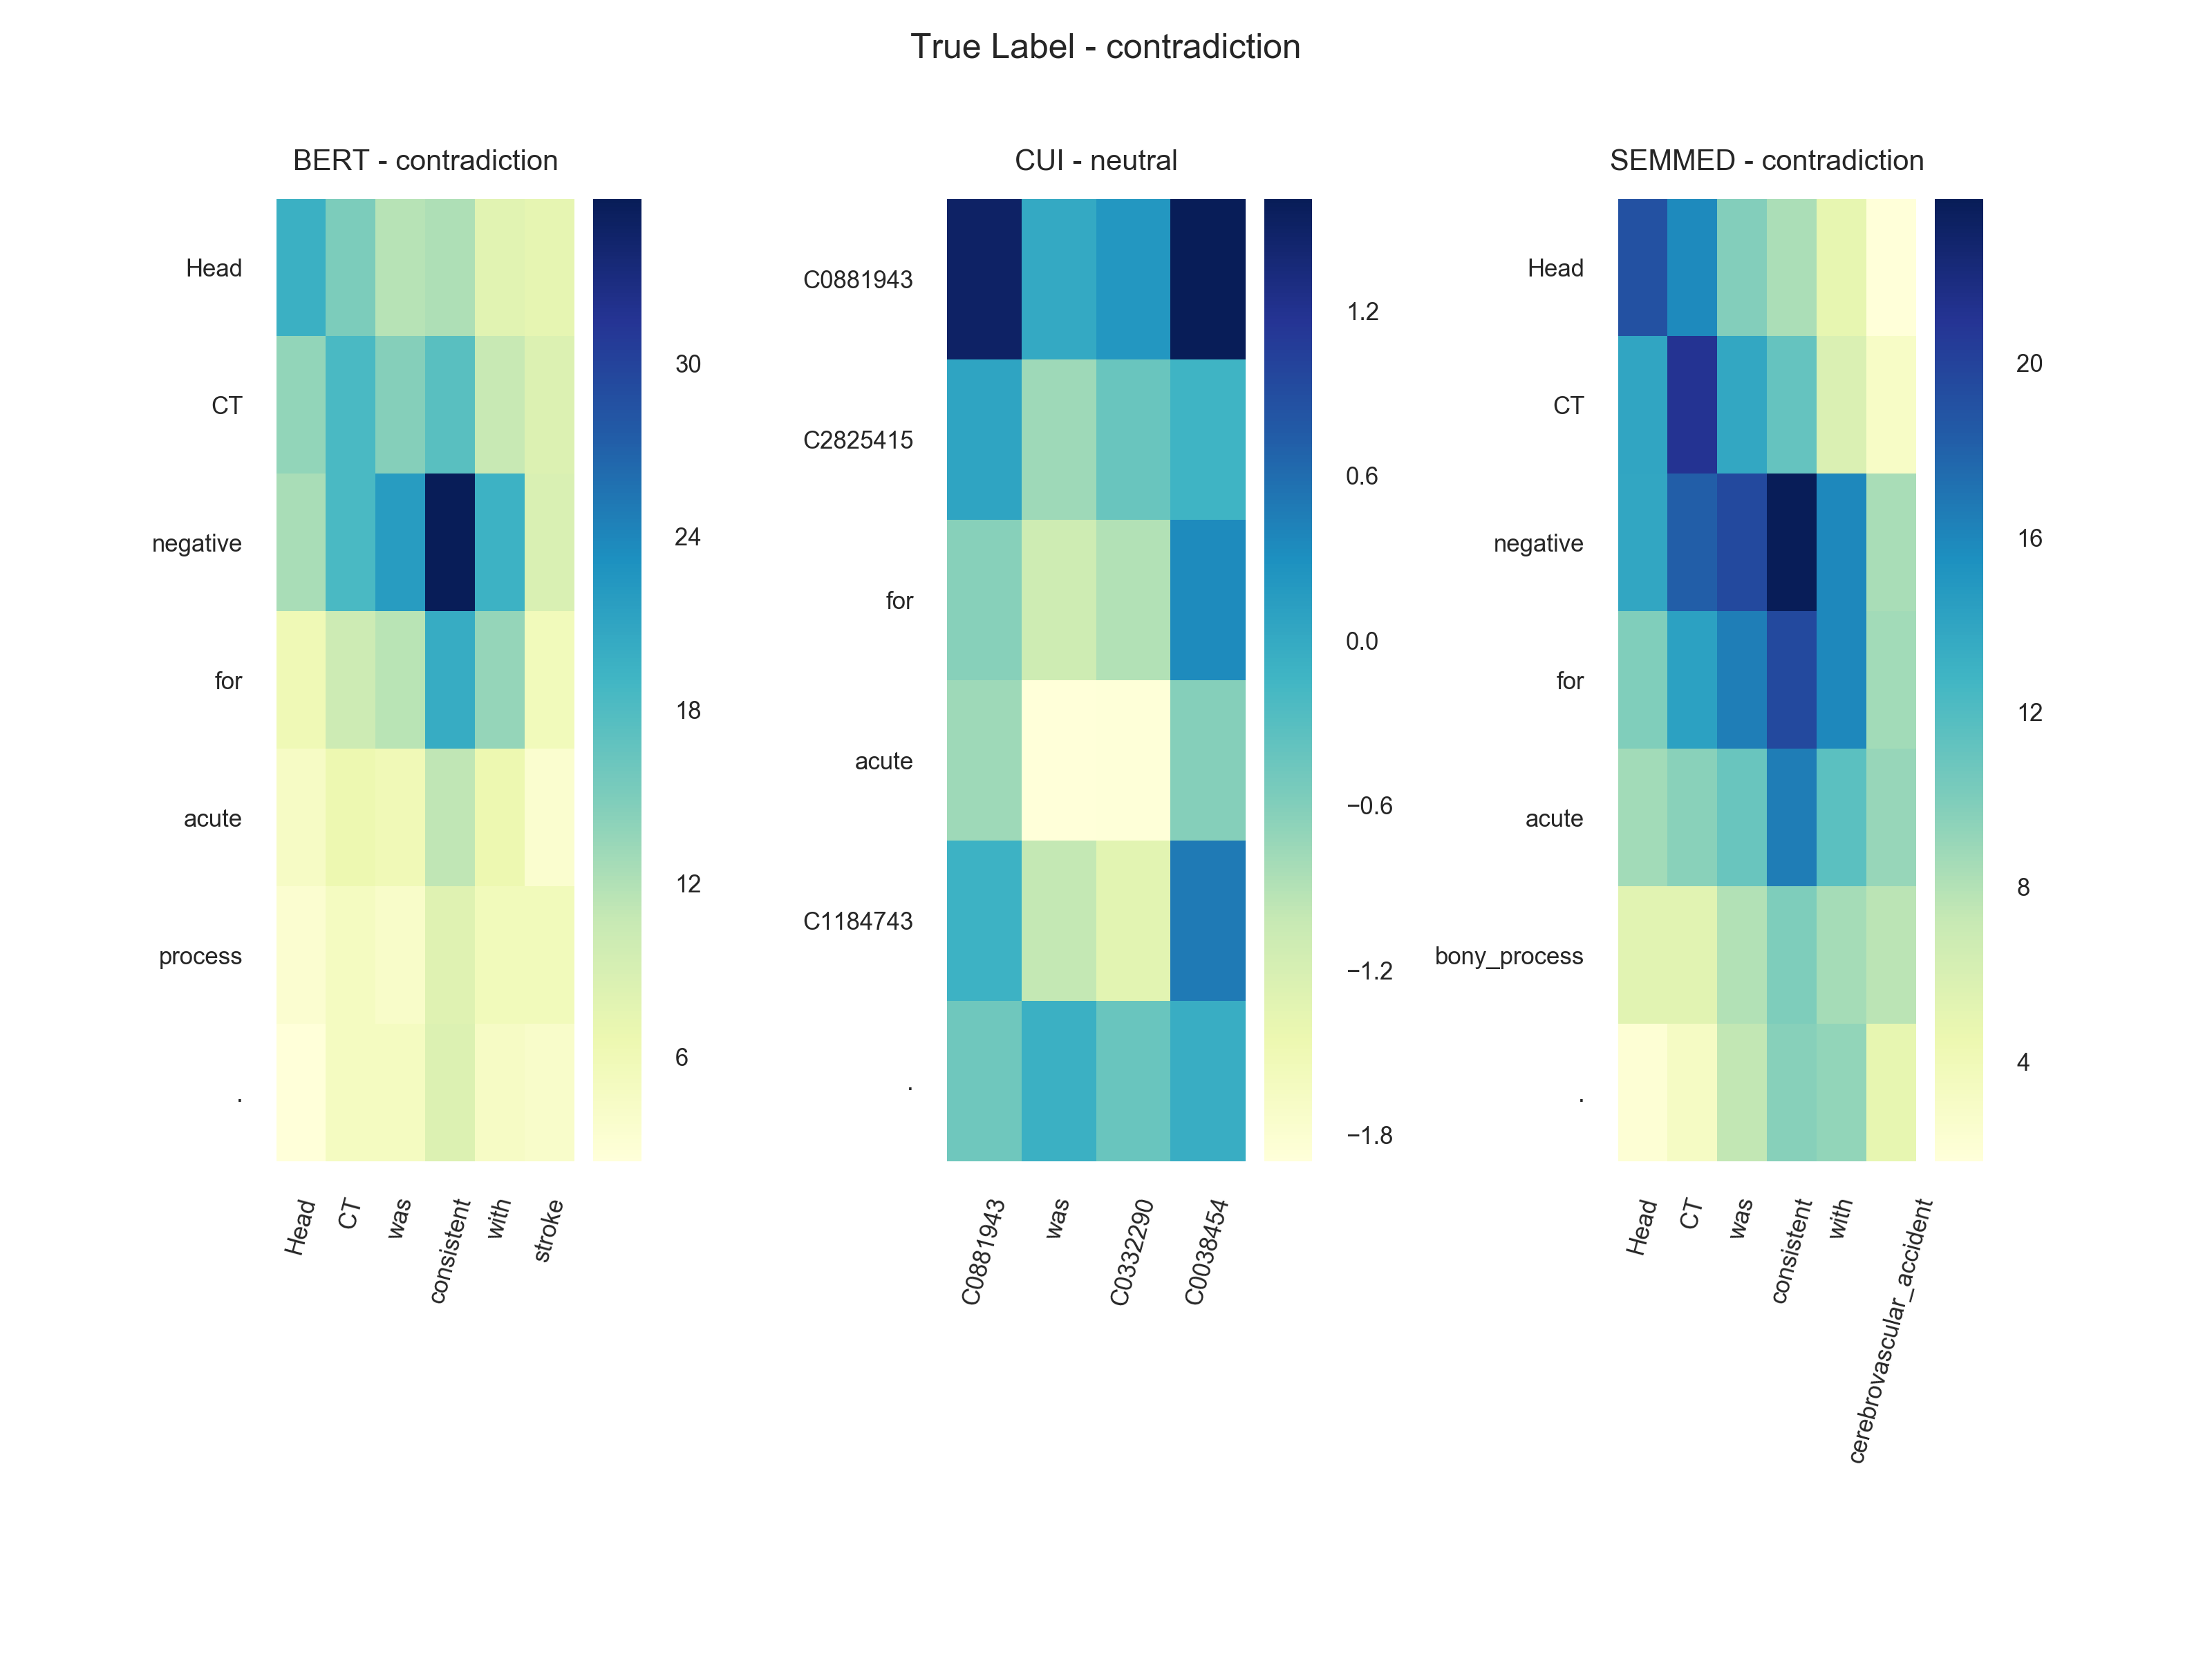 True Label - contradiction
BERT - contradiction
Head
CT
negative
for
acute
process
.
Head
CT
was
consistent
with
stroke
30
24
18
12
6
CUI - neutral
C0881943
C2825415
for
acute
C1184743
.
C0881943
was
C0332290
C0038454
1.2
0.6
0.0
−0.6
−1.2
−1.8
SEMMED - contradiction
Head
CT
negative
for
acute
bony_process
.
Head
CT
was
consistent
with
cerebrovascular_accident
20
16
12
8
4